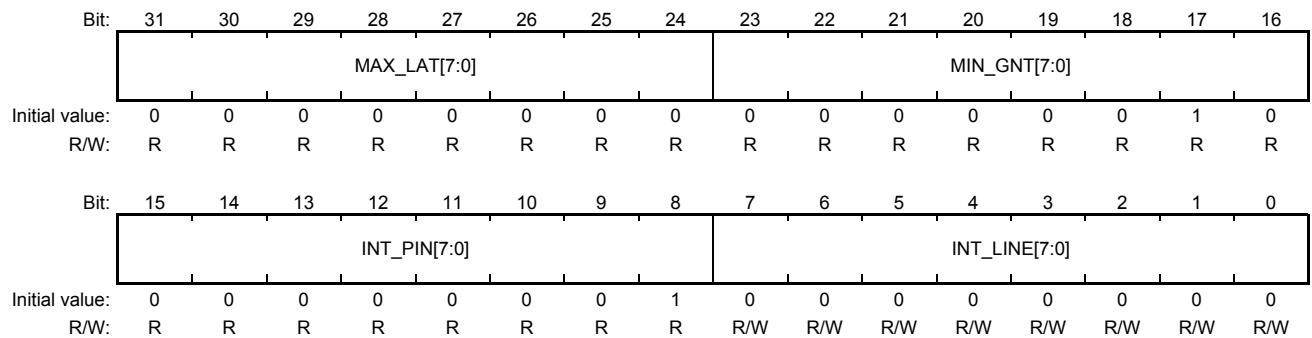 Bit: 31 30 29 28 27 26 25 24 23 22 21 20 19 18 17 16
MAX_LAT[7:0] MIN_GNT[7:0]
Initial value: 0 0 0 0 0 0 0 0 0 0 0 0 0 0 1 0
R/W: R R R R R R R R R R R R R R R R
Bit: 15 14 13 12 11 10 9 8 7 6 5 4 3 2 1 0
INT_PIN[7:0] INT_LINE[7:0]
Initial value: 0 0 0 0 0 0 0 1 0 0 0 0 0 0 0 0
R/W: R R R R R R R R R/W R/W R/W R/W R/W R/W R/W R/W